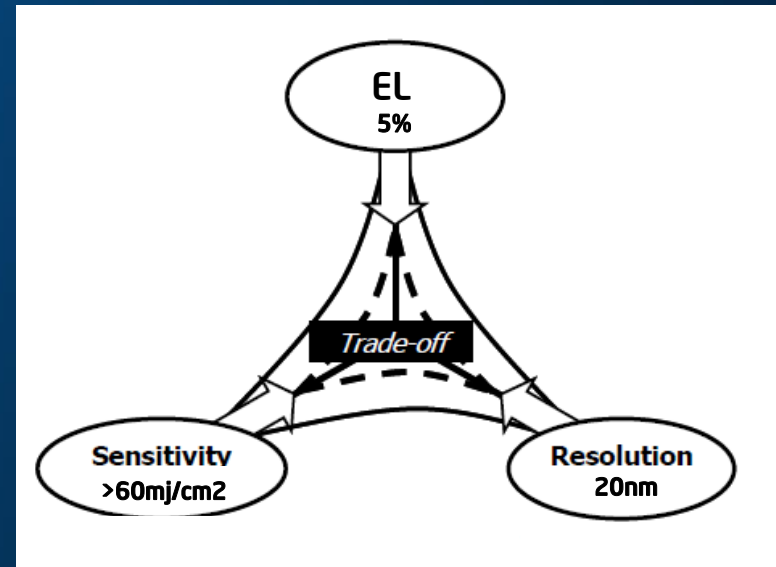 EL
5%
Trade-off
Sensitivity
>60mj/cm2
Resolution
20nm